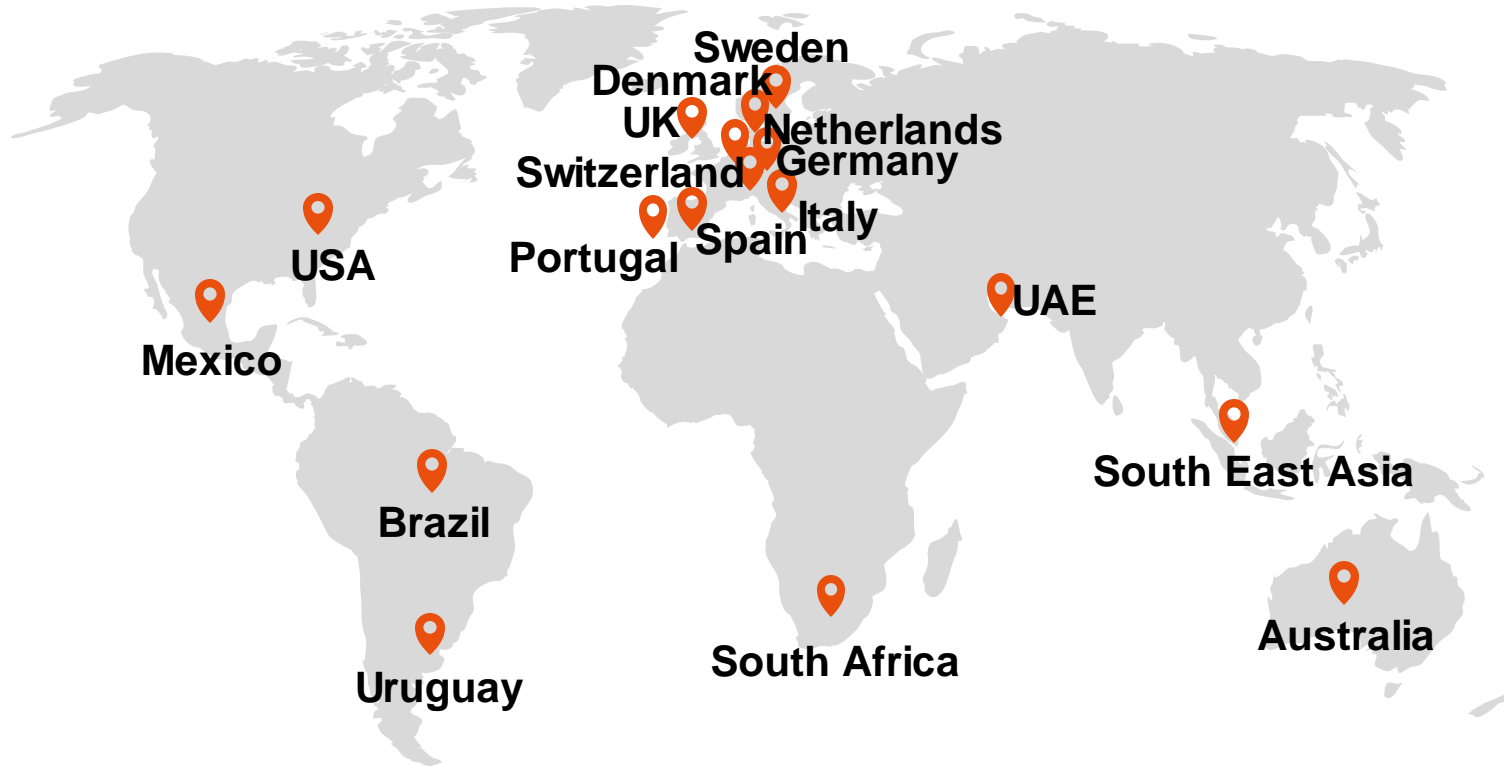 Sweden
Denmark
UK
Netherlands
Germany
Switzerland
Italy
Spain
Portugal
USA
UAE
Mexico
South East Asia
Brazil
Australia
South Africa
Uruguay